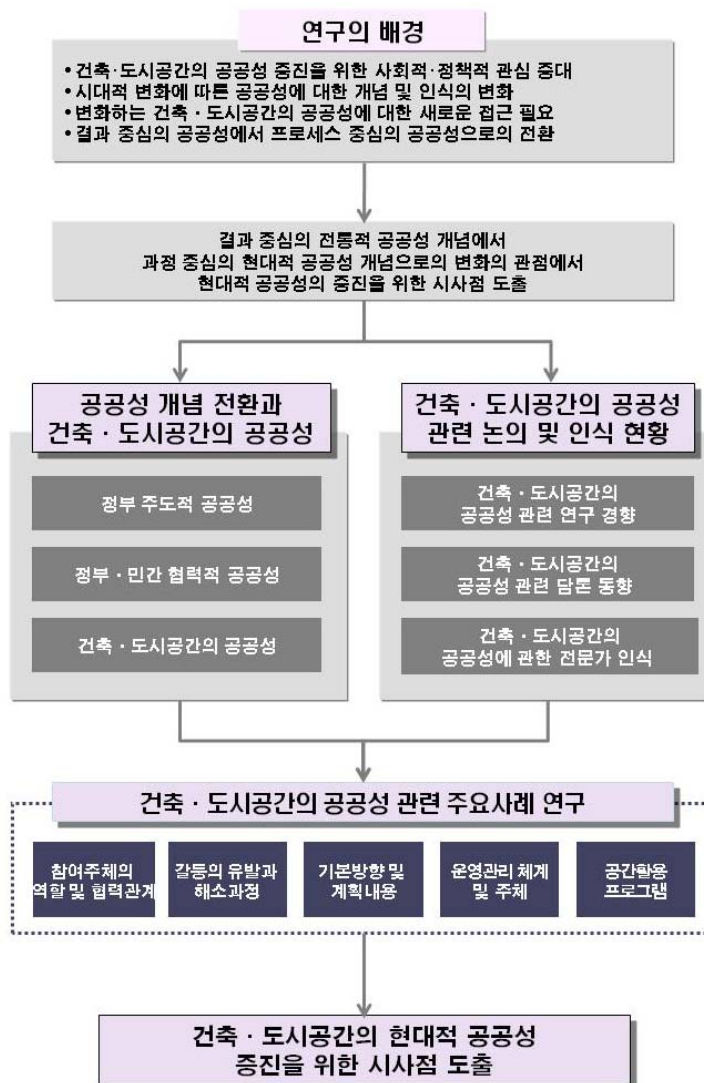 연구의 배경
• 건축·도시공간의 공공성 증진을 위한 사회적·정책적 관심 증대
• 시대적 변화에 따른 공공성에 대한 개념 및 인식의 변화
• 변화하는 건축 · 도시공간의 공공성에 대한 새로운 접근 필요
• 결과 중심의 공공성에서 프로세스 중심의 공공성으로의 전환
결과 중심의 전통적 공공성 개념에서
과정 중심의 현대적 공공성 개념으로의 변화의 관점에서
현대적 공공성의 증진을 위한 시사점 도출
공공성 개념 전환과
건축 · 도시공간의 공공성
정부 주도적 공공성
정부 · 민간 협력적 공공성
건축 · 도시공간의 공공성
건축 · 도시공간의 공공성
관련 논의 및 인식 현황
건축 · 도시공간의
공공성 관련 연구 경향
건축 · 도시공간의
공공성 관련 담론 동향
건축 · 도시공간의
공공성에 관한 전문가 인식
건축 · 도시공간의 공공성 관련 주요사례 연구
참여주체의
역할 및 협력관계
갈등의 유발과
해소과정
기본방향 및
계획내용
운영관리 체계
및 주체
공간활용
프로그램
건축 · 도시공간의 현대적 공공성
증진을 위한 시사점 도출